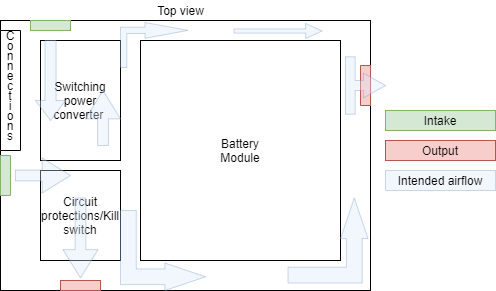 Top view
Connections
Switching
power
converter
Battery
Module
Circuit
protections/Kill
switch
Intake
Output
Intended airflow